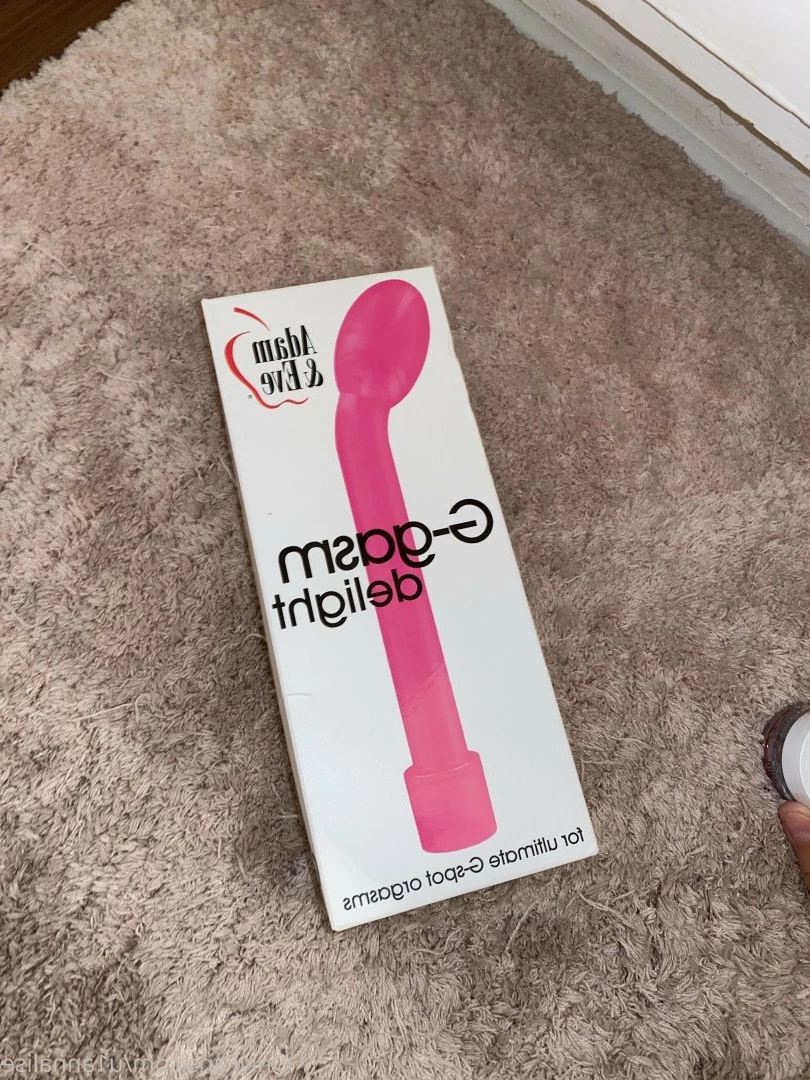 Adam
& Eve
®
G-gasm
delight
for ultimate G-spot orgasms